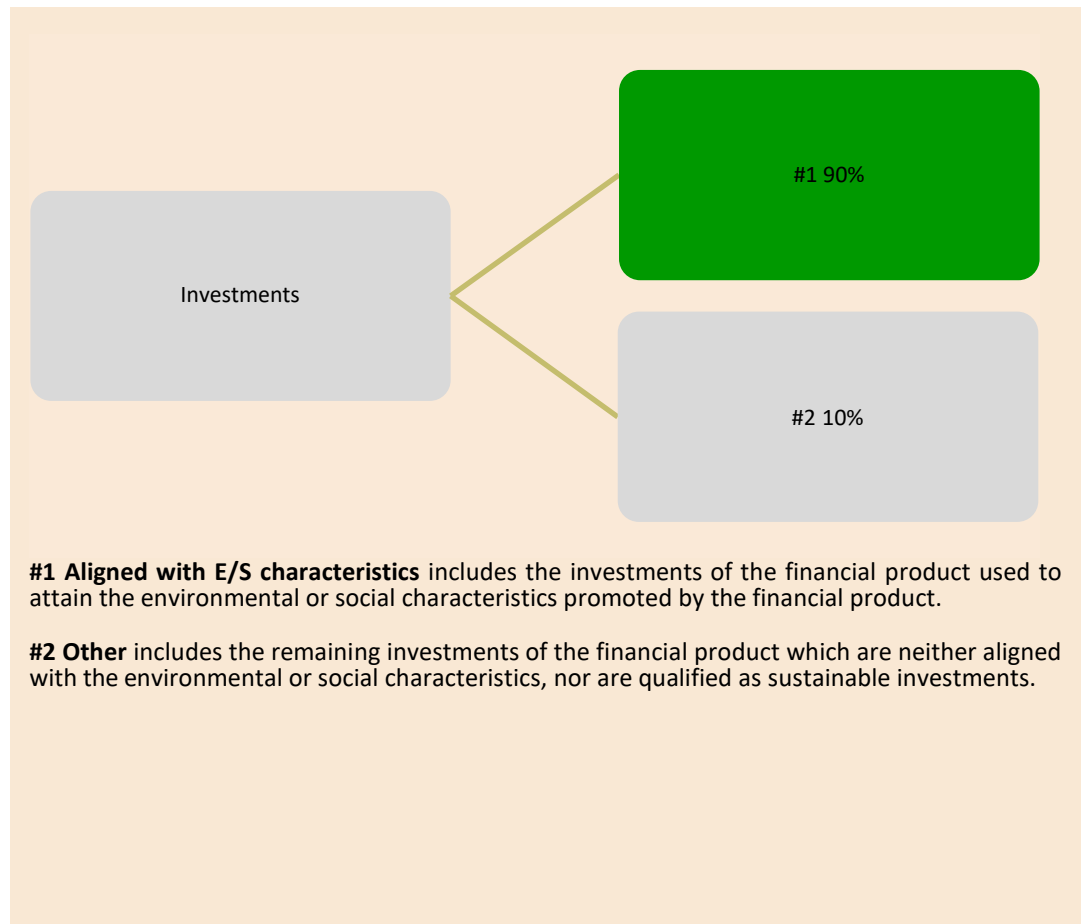 #1 90%
Investments
#2 10%
#1 Aligned with E/S characteristics includes the investments of the financial product used to
attain the environmental or social characteristics promoted by the financial product.
#2 Other includes the remaining investments of the financial product which are neither aligned
with the environmental or social characteristics, nor are qualified as sustainable investments.